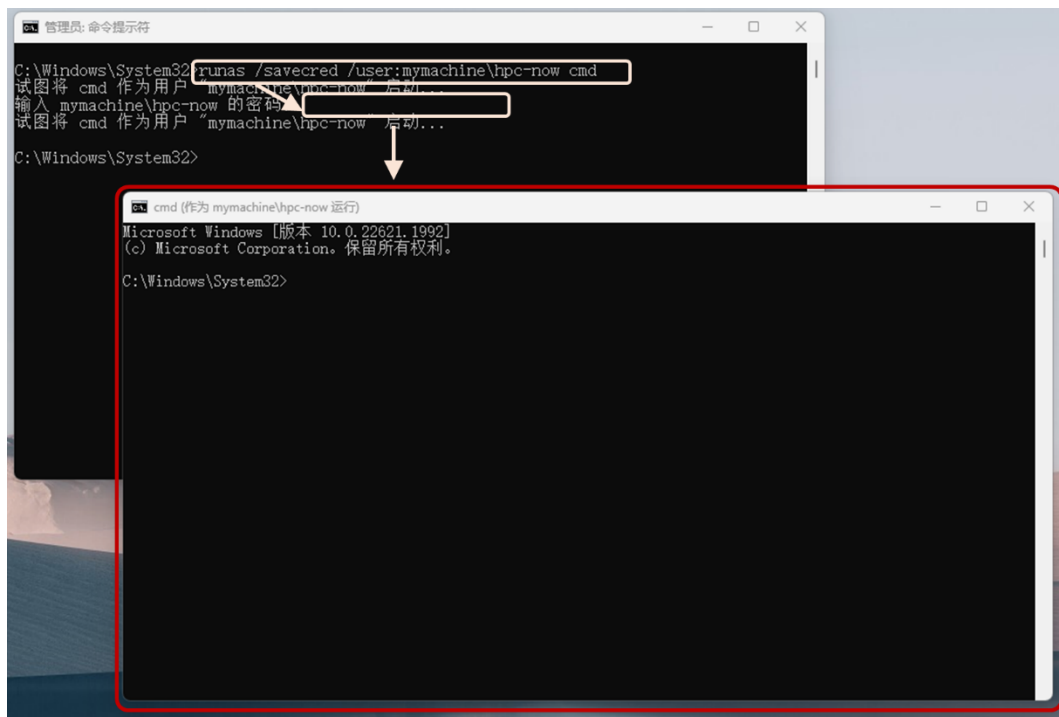 管理员: 命令提示符
C:\Windows\System32>runas /savecred /user:mymachine\hpc-now cmd
试图将 cmd 作为用户 "mymachine\hpc-now" 启动...
输入 mymachine\hpc-now 的密码
试图将 cmd 作为用户 "mymachine\hpc-now" 启动...
C:\Windows\System32>
cmd (作为 mymachine\hpc-now 运行)
Microsoft Windows [版本 10.0.22621.1992]
(c) Microsoft Corporation。保留所有权利。
C:\Windows\System32>